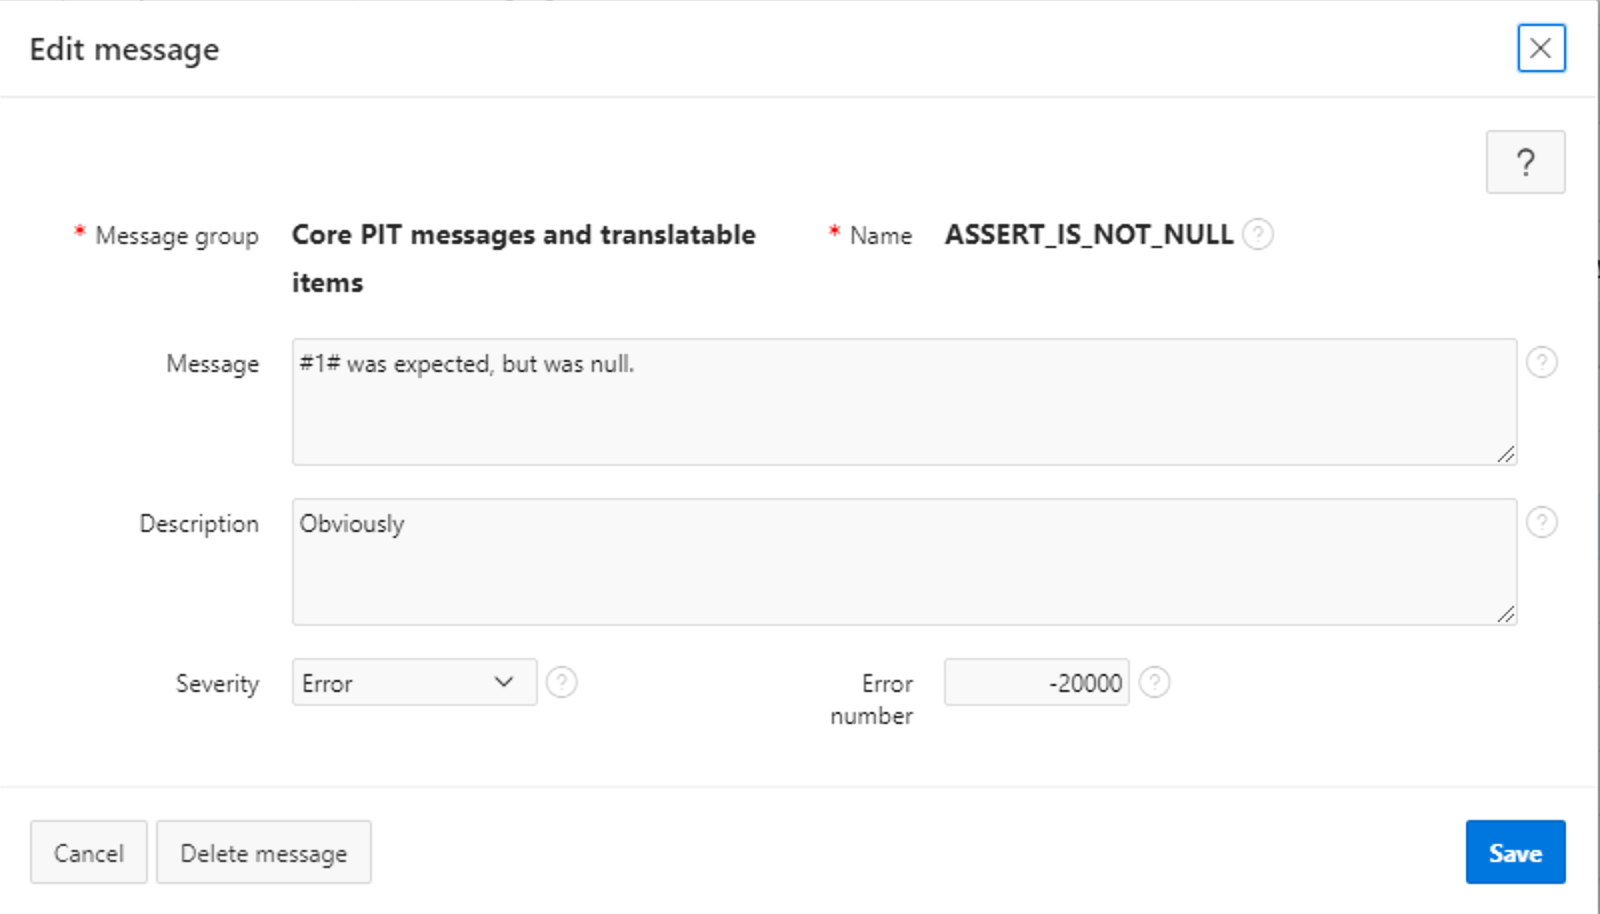 Edit message
?
* Message group Core PIT messages and translatable * Name ASSERT_IS_NOT_NULL ?
items
Message #1# was expected, but was null. ?
Description Obviously ?
Severity Error ? Error -20000 ?
number
Cancel Delete message Save